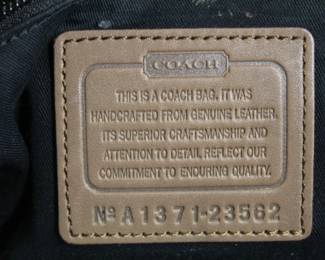 COACH
THIS IS A COACH BAG. IT WAS
HANDCRAFTED FROM GENUINE LEATHER.
ITS SUPERIOR CRAFTSMANSHIP AND
ATTENTION TO DETAIL, REFLECT OUR
COMMITMENT TO ENDURING QUALITY.
Nº A1371-23562